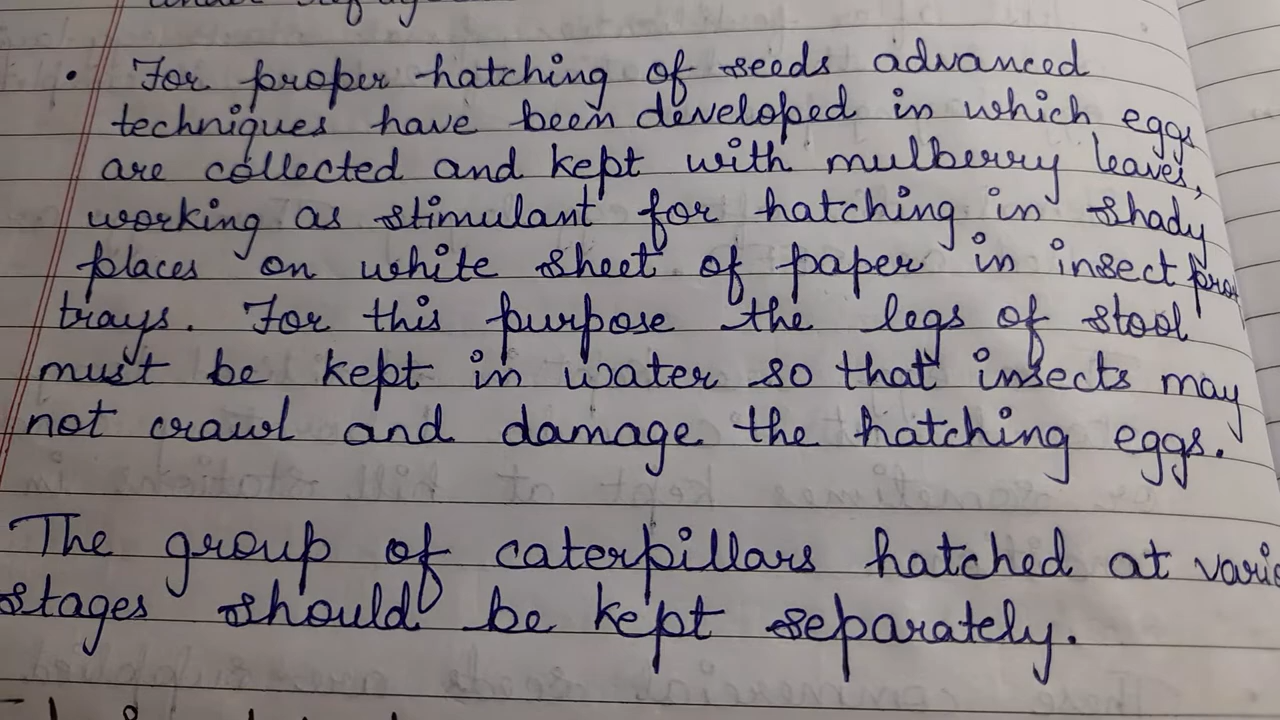 • For proper hatching of seeds advanced
techniques have been developed in which eggs
are collected and kept with mulberry leaves,
working as stimulant for hatching in shady
places on white sheet of paper in insect
trays. For this purpose the legs of stool
must be kept in water so that insects may
not crawl and damage the hatching eggs.
The group of caterpillars hatched at
stages should be kept separately.